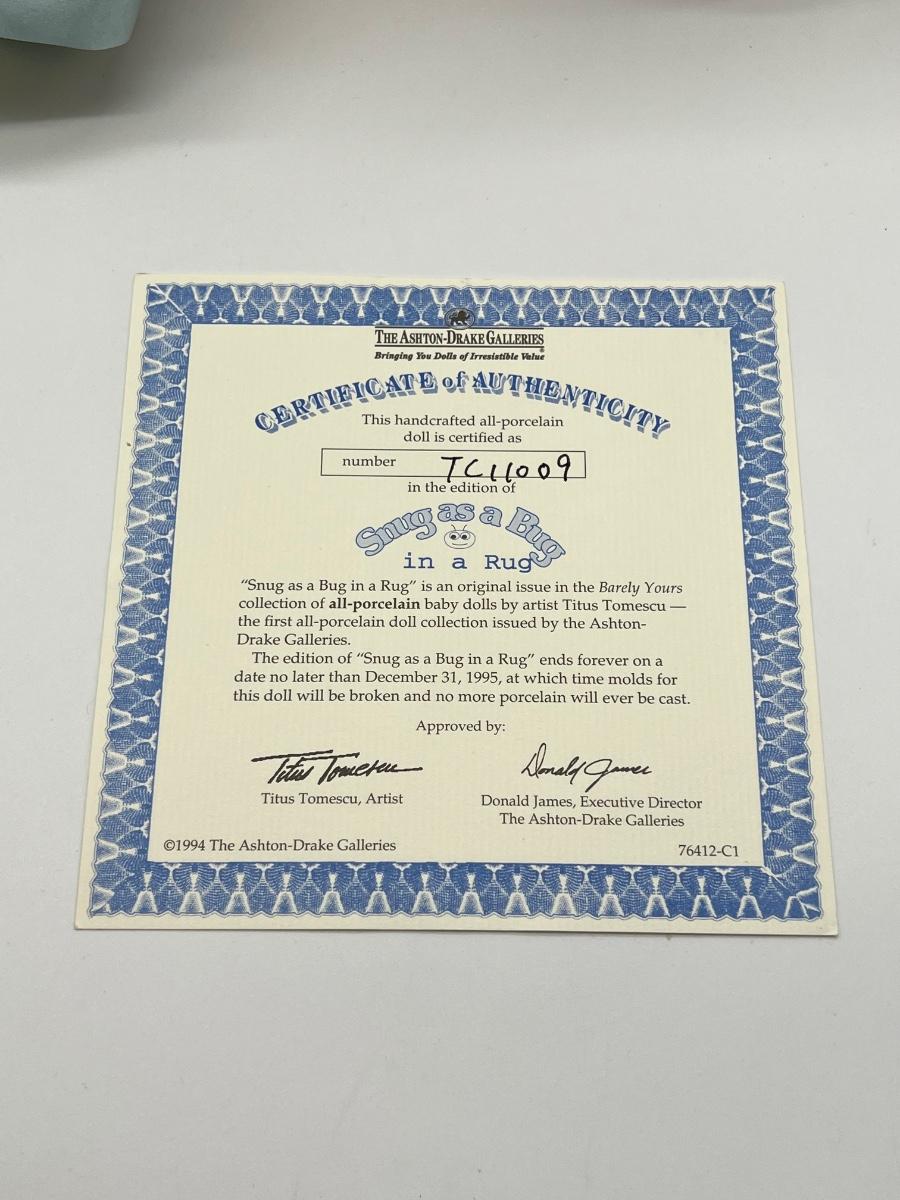 THE ASHTON-DRAKE GALLERIES
Bringing You Dolls of Irresistible Value®
CERTIFICATE of AUTHENTICITY
This handcrafted all-porcelain
doll is certified as
number TC11009
in the edition of
Snug as a Bug
in a Rug
“Snug as a Bug in a Rug” is an original issue in the Barely Yours
collection of all-porcelain baby dolls by artist Titus Tomescu —
the first all-porcelain doll collection issued by the Ashton-
Drake Galleries.
The edition of “Snug as a Bug in a Rug” ends forever on a
date no later than December 31, 1995, at which time molds for
this doll will be broken and no more porcelain will ever be cast.
Approved by:
Titus Tomescu Donald James
Titus Tomescu, Artist Donald James, Executive Director
The Ashton-Drake Galleries
©1994 The Ashton-Drake Galleries 76412-C1